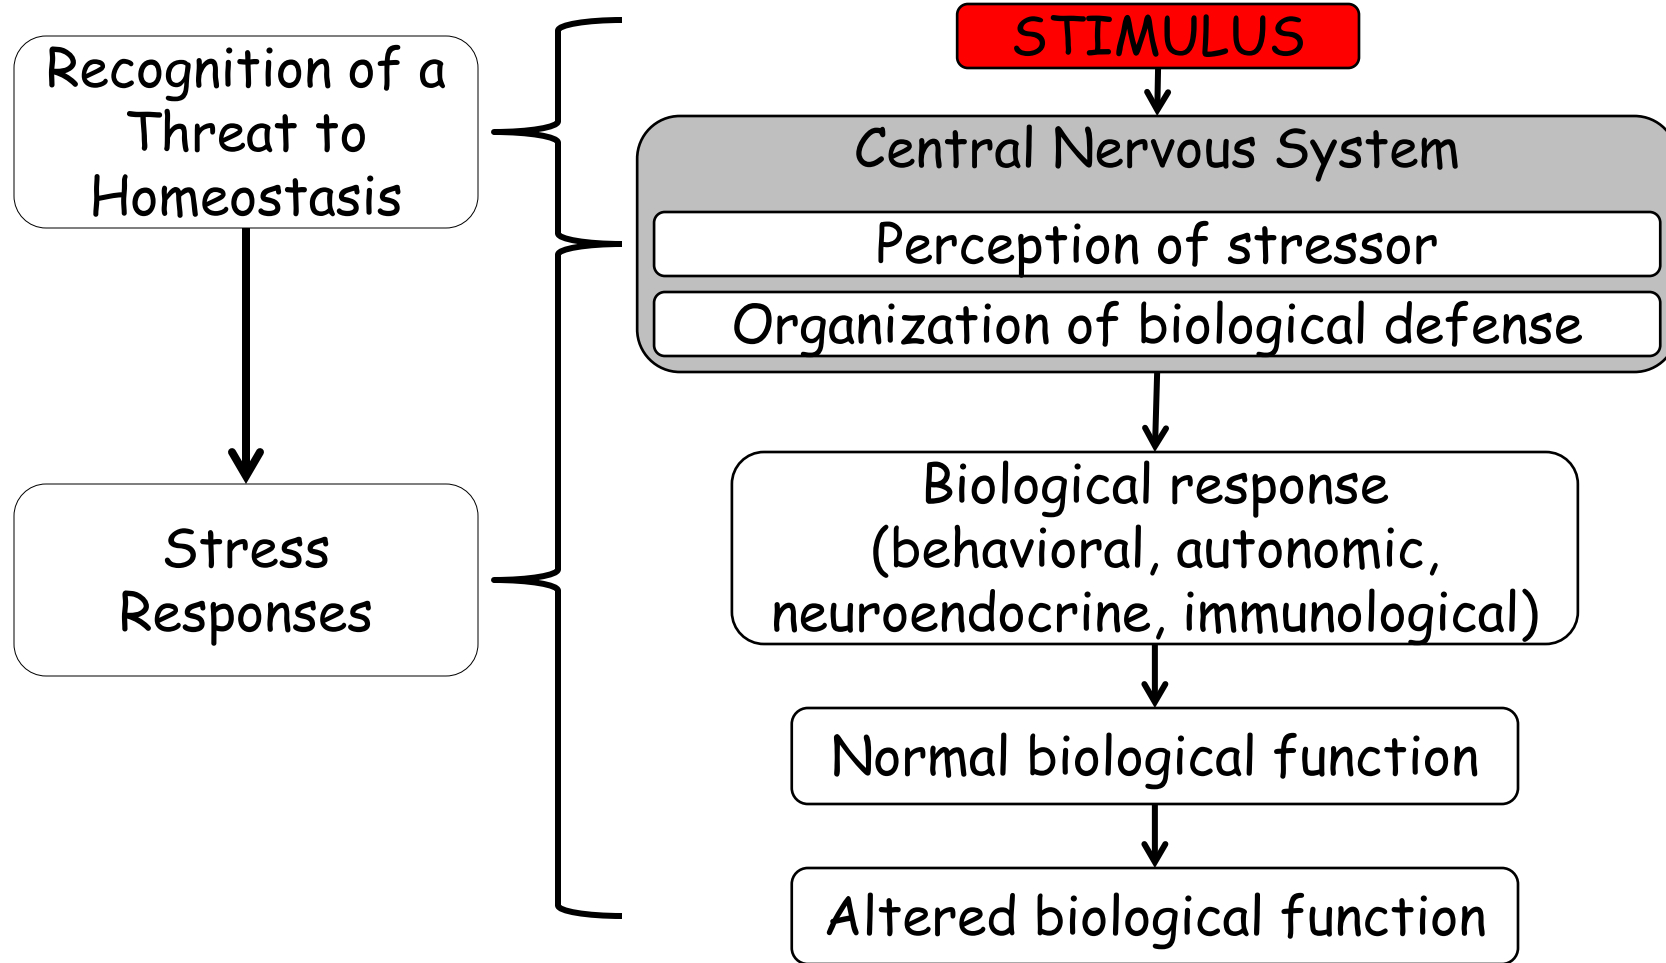 Recognition of a
Threat to
Homeostasis
Stress
Responses
STIMULUS
Central Nervous System
Perception of stressor
Organization of biological defense
Biological response
(behavioral, autonomic,
neuroendocrine, immunological)
Normal biological function
Altered biological function